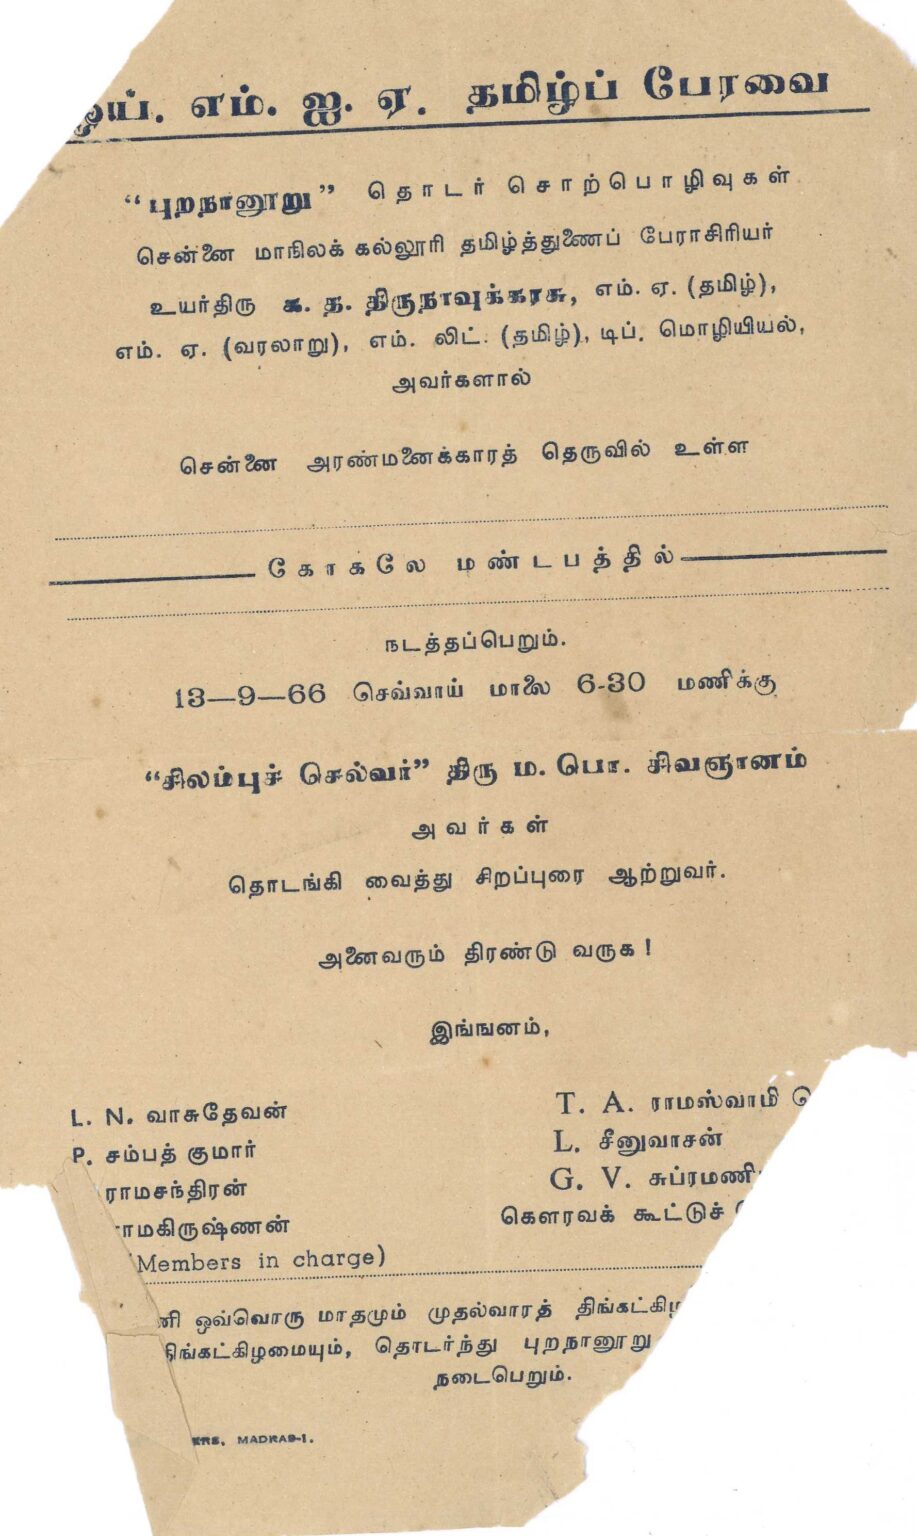 ஒய். எம். ஐ. ஏ. தமிழ்ப் பேரவை
“புறநானூறு” தொடர் சொற்பொழிவுகள்
சென்னை மாநிலக் கல்லூரி தமிழ்த்துணைப் பேராசிரியர்
உயர்திரு க. த. திருநாவுக்கரசு, எம். ஏ. (தமிழ்),
எம். ஏ. (வரலாறு), எம். லிட். (தமிழ்), டிப். மொழியியல்,
அவர்களால்
சென்னை அரண்மனைக்காரத் தெருவில் உள்ள
கோகலே மண்டபத்தில்
நடத்தப்பெறும்.
13—9—66 செவ்வாய் மாலை 6-30 மணிக்கு
“சிலம்புச் செல்வர்” திரு ம. பொ. சிவஞானம்
அவர்கள்
தொடங்கி வைத்து சிறப்புரை ஆற்றுவர்.
அனைவரும் திரண்டு வருக !
இங்ஙனம்,
L. N. வாசுதேவன்
P. சம்பத் குமார்
ராமசந்திரன்
ாமகிருஷ்ணன்
(Members in charge)
T. A. ராமஸ்வாமி
L. சீனுவாசன்
G. V. சுப்ரமணி
கௌரவக் கூட்டுச்
ஒவ்வொரு மாதமும் முதல்வாரத் திங்கட்கிழ
திங்கட்கிழமையும், தொடர்ந்து புறநானூறு
நடைபெறும்.
ERS, MADRAS-1.